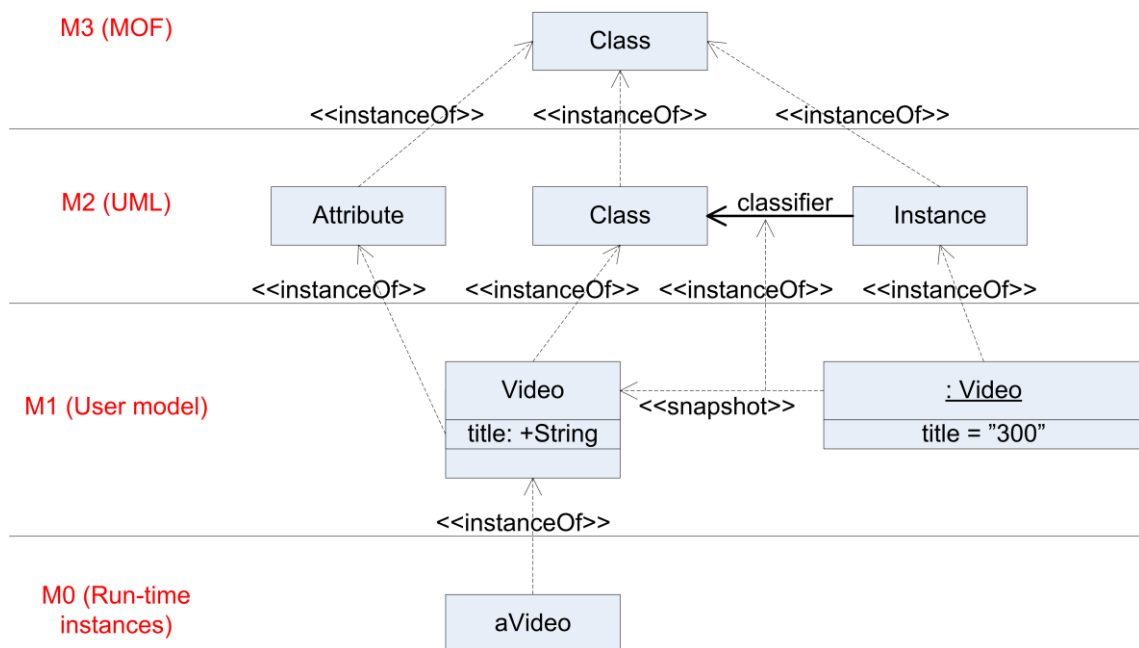 M3 (MOF)
Class
<<instanceOf>>
<<instanceOf>>
<<instanceOf>>
M2 (UML)
Attribute
Class
classifier
Instance
<<instanceOf>>
<<instanceOf>>
<<instanceOf>>
<<instanceOf>>
M1 (User model)
Video
title: +String
<<snapshot>>
: Video
title = ”300”
<<instanceOf>>
M0 (Run-time
instances)
aVideo